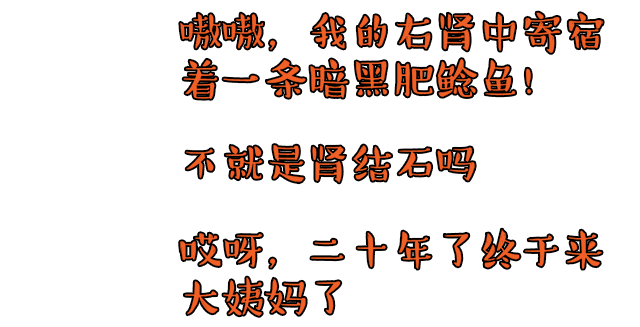 嗷嗷，我的右肾中寄宿
着一条暗黑肥鲶鱼！
不就是肾结石吗
哎呀，二十年了终于来
大姨妈了